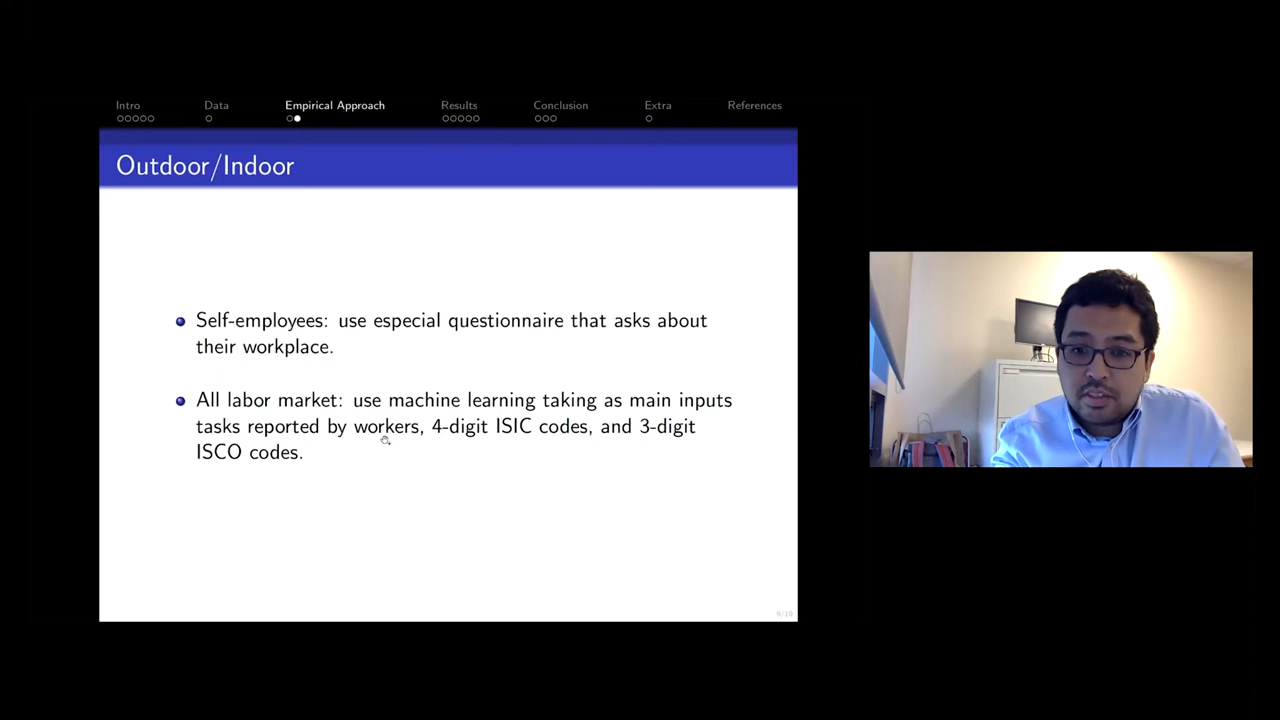 Intro Data Empirical Approach Results Conclusion Extra References
Outdoor/Indoor
Self-employees: use especial questionnaire that asks about
their workplace.
All labor market: use machine learning taking as main inputs
tasks reported by workers, 4-digit ISIC codes, and 3-digit
ISCO codes.
9/19